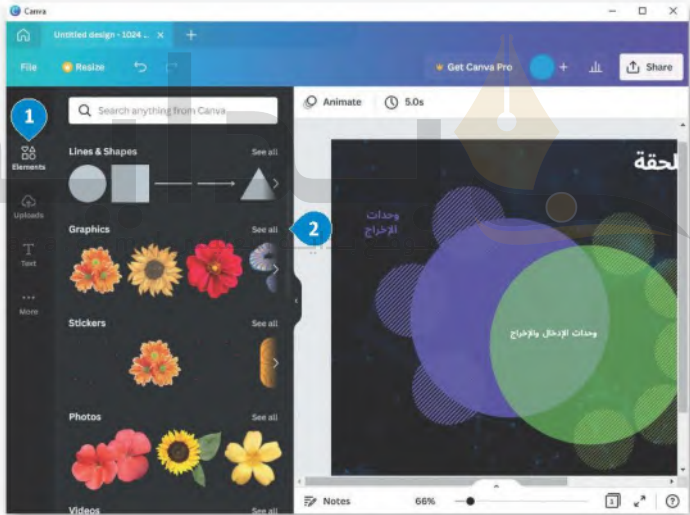 Canva
Untitled design - 1024 ...
File
Resize
Get Canva Pro
Share
1
Elements
Uploads
Text
More
Search anything from Canva
Lines & Shapes
See all
Graphics
See all
2
Stickers
See all
Photos
See all
Videos
See all
Animate
5.0s
لحقة
وحدات
الإخراج
وحدات الإدخال والإخراج
Notes
66%
1